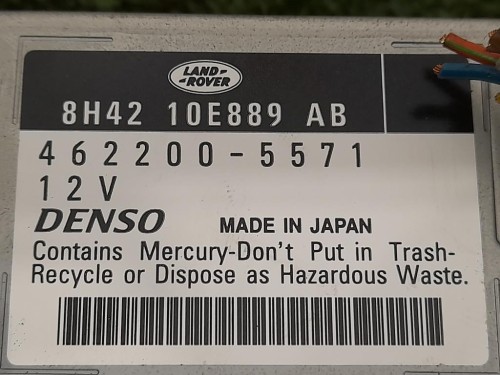 LAND-
-ROVER
8H42 10E889 AB
462200-5571
12V
DENSO MADE IN JAPAN
Contains Mercury-Don't Put in Trash-
Recycle or Dispose as Hazardous Waste.